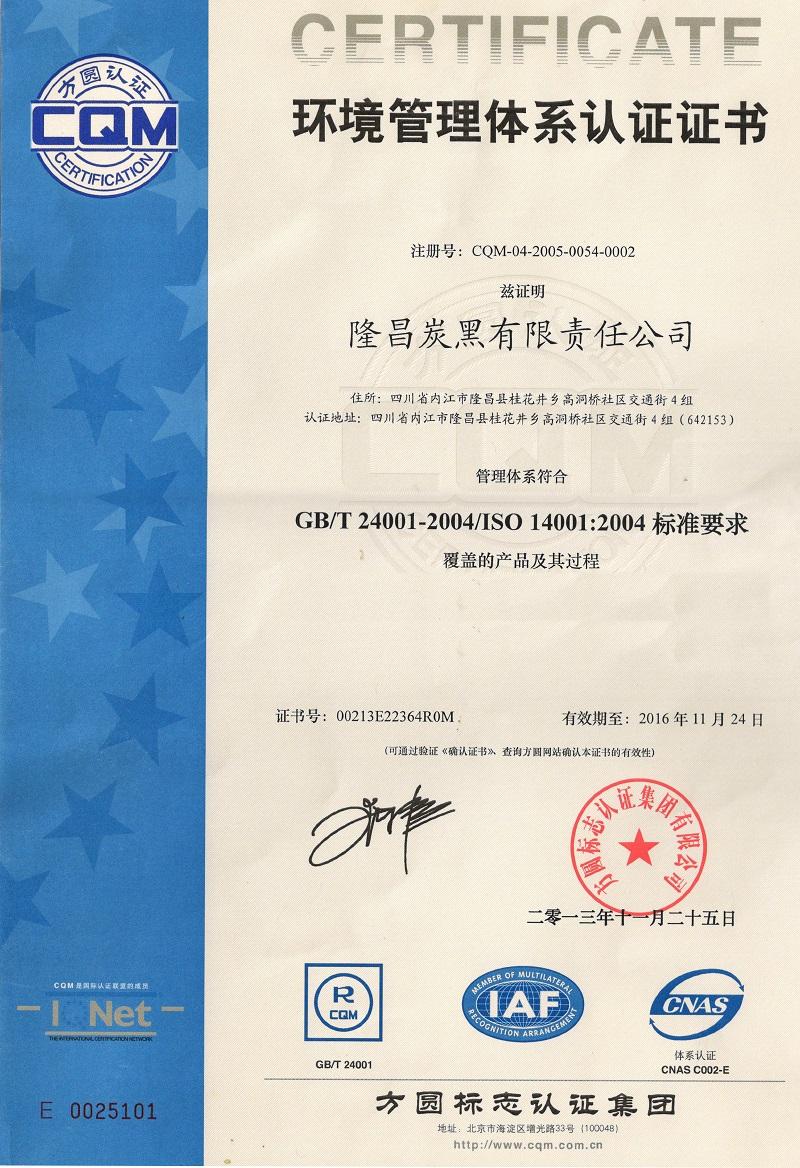 CERTIFICATE
方圆认证
CQM
CERTIFICATION
环境管理体系认证证书
注册号：CQM-04-2005-0054-0002
兹证明
隆昌炭黑有限责任公司
住所：四川省内江市隆昌县桂花井乡高洞桥社区交通街4组
认证地址：四川省内江市隆昌县桂花井乡高洞桥社区交通街4组（642153）
管理体系符合
GB/T 24001-2004/ISO 14001:2004 标准要求
覆盖的产品及其过程
证书号：00213E22364R0M
有效期至：2016年11月24日
(可通过验证《确认证书》、查询方圆网站确认本证书的有效性)
方圆标志认证集团有限公司
二零一三年十一月二十五日
CQM是国际认证联盟的成员
IQNet
THE INTERNATIONAL CERTIFICATION NETWORK
R
CQM
GB/T 24001
MEMBER OF MULTILATERAL
IAF
RECOGNITION ARRANGEMENT
CNAS
体系认证
CNAS C002-E
E 0025101
方圆标志认证集团
地址：北京市海淀区增光路33号（100048）
http://www.cqm.com.cn